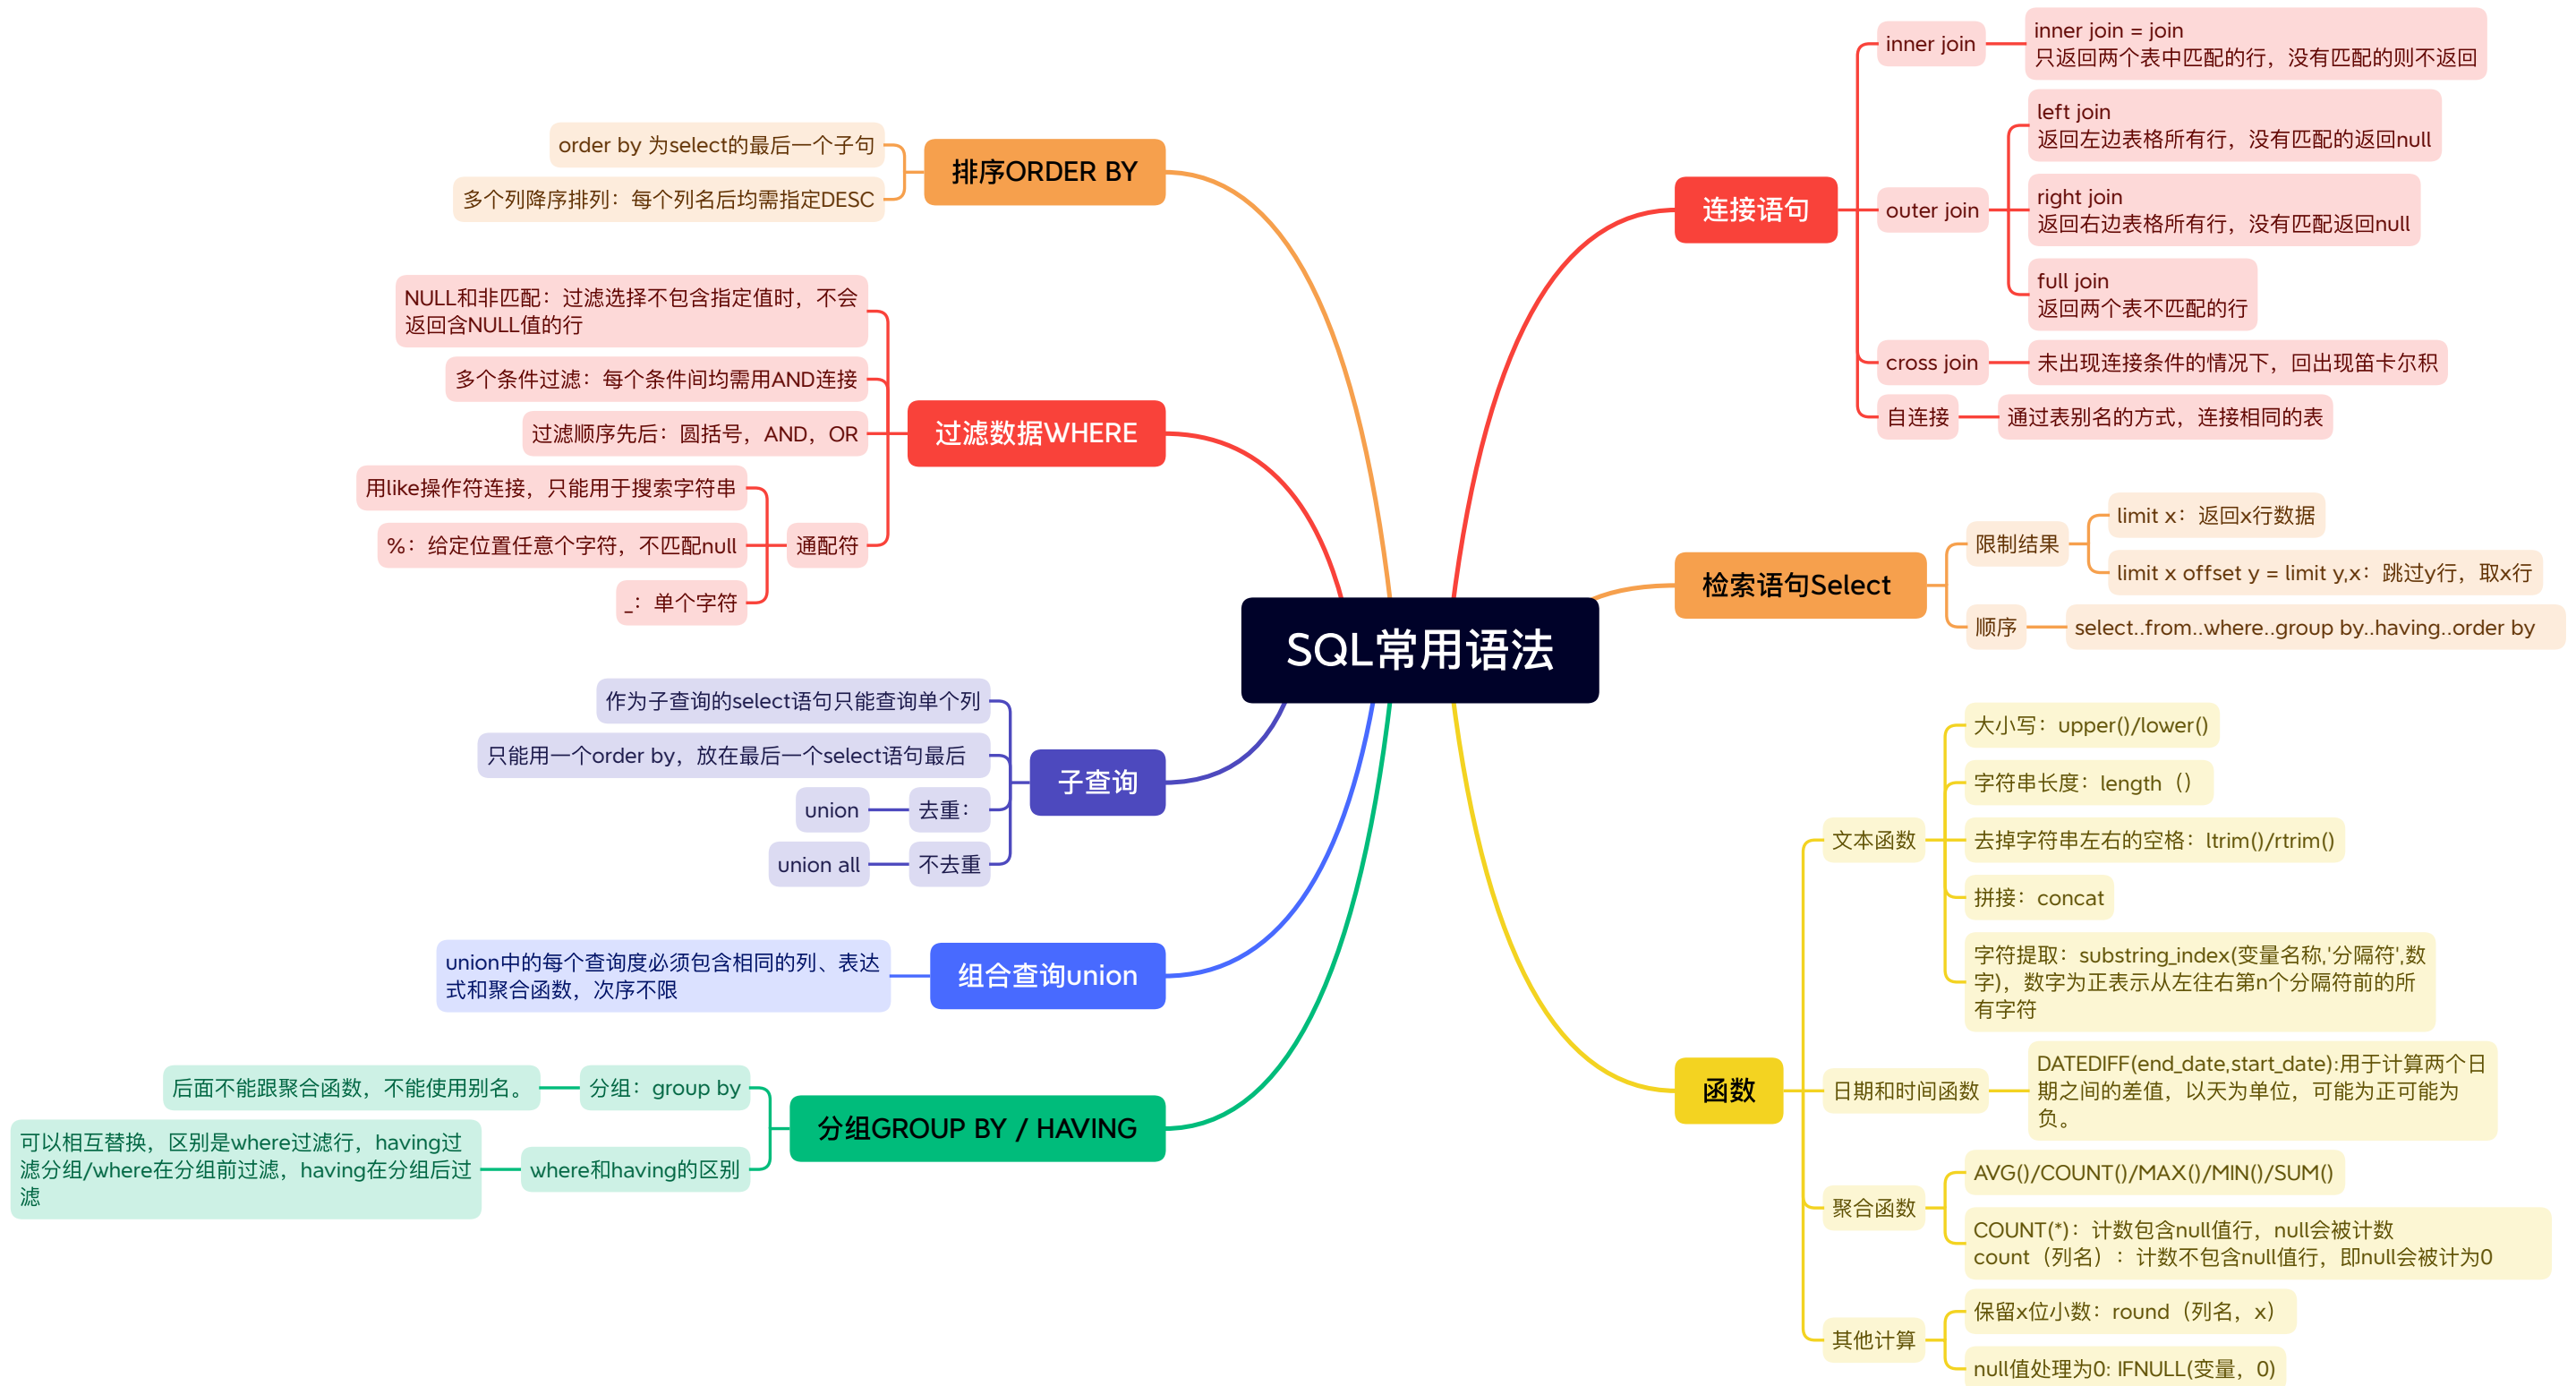 SQL常用语法
连接语句
inner join
inner join = join
只返回两个表中匹配的行，没有匹配的则不返回
outer join
left join
返回左边表格所有行，没有匹配的返回null
right join
返回右边表格所有行，没有匹配返回null
full join
返回两个表不匹配的行
cross join
未出现连接条件的情况下，回出现笛卡尔积
自连接
通过表别名的方式，连接相同的表
检索语句Select
限制结果
limit x：返回x行数据
limit x offset y = limit y,x：跳过y行，取x行
顺序
select..from..where..group by..having..order by
函数
文本函数
大小写：upper()/lower()
字符串长度：length（）
去掉字符串左右的空格：ltrim()/rtrim()
拼接：concat
字符提取：substring_index(变量名称,'分隔符',数
字)，数字为正表示从左往右第n个分隔符前的所
有字符
日期和时间函数
DATEDIFF(end_date,start_date):用于计算两个日
期之间的差值，以天为单位，可能为正可能为
负。
聚合函数
AVG()/COUNT()/MAX()/MIN()/SUM()
COUNT(*)：计数包含null值行，null会被计数
count（列名）：计数不包含null值行，即null会被计为0
其他计算
保留x位小数：round（列名，x）
null值处理为0: IFNULL(变量，0)
排序ORDER BY
order by 为select的最后一个子句
多个列降序排列：每个列名后均需指定DESC
过滤数据WHERE
NULL和非匹配：过滤选择不包含指定值时，不会
返回含NULL值的行
多个条件过滤：每个条件间均需用AND连接
过滤顺序先后：圆括号，AND，OR
通配符
用like操作符连接，只能用于搜索字符串
%：给定位置任意个字符，不匹配null
_：单个字符
子查询
作为子查询的select语句只能查询单个列
只能用一个order by，放在最后一个select语句最后
去重：
union
不去重
union all
组合查询union
union中的每个查询度必须包含相同的列、表达
式和聚合函数，次序不限
分组GROUP BY / HAVING
分组：group by
后面不能跟聚合函数，不能使用别名。
where和having的区别
可以相互替换，区别是where过滤行，having过
滤分组/where在分组前过滤，having在分组后过
滤